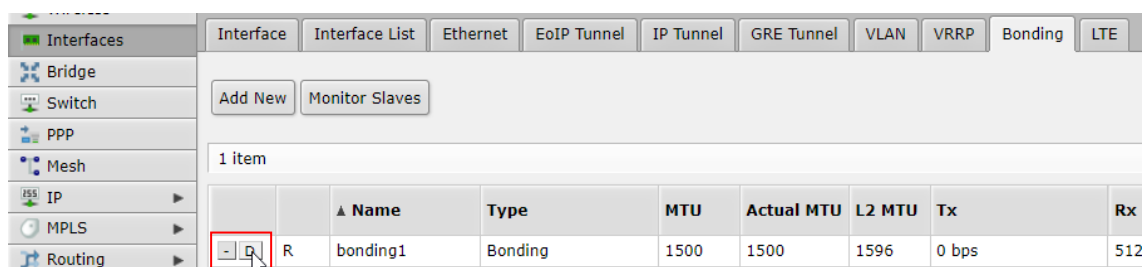 Interfaces
Bridge
Switch
PPP
Mesh
IP
MPLS
Routing
Interface Interface List Ethernet EoIP Tunnel IP Tunnel GRE Tunnel VLAN VRRP Bonding LTE
Add New Monitor Slaves
1 item
▲ Name Type MTU Actual MTU L2 MTU Tx Rx
- D R bonding1 Bonding 1500 1500 1596 0 bps 512